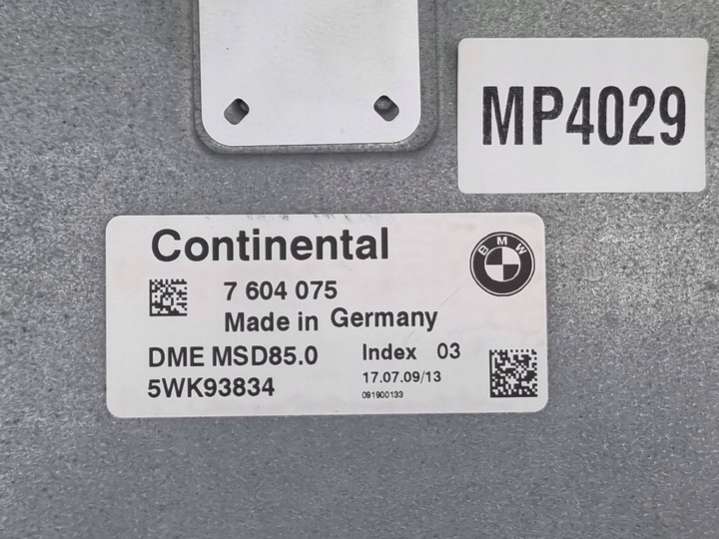 MP4029
Continental
BMW
7 604 075
Made in Germany
DME MSD85.0 Index 03
5WK93834 17.07.09/13
091900133